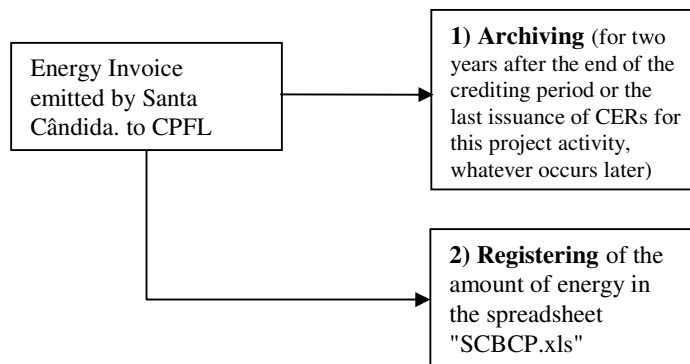 Energy Invoice
emitted by Santa
Cândida. to CPFL
1) Archiving (for two
years after the end of the
crediting period or the
last issuance of CERs for
this project activity,
whatever occurs later)
2) Registering of the
amount of energy in
the spreadsheet
"SCBCP.xls"